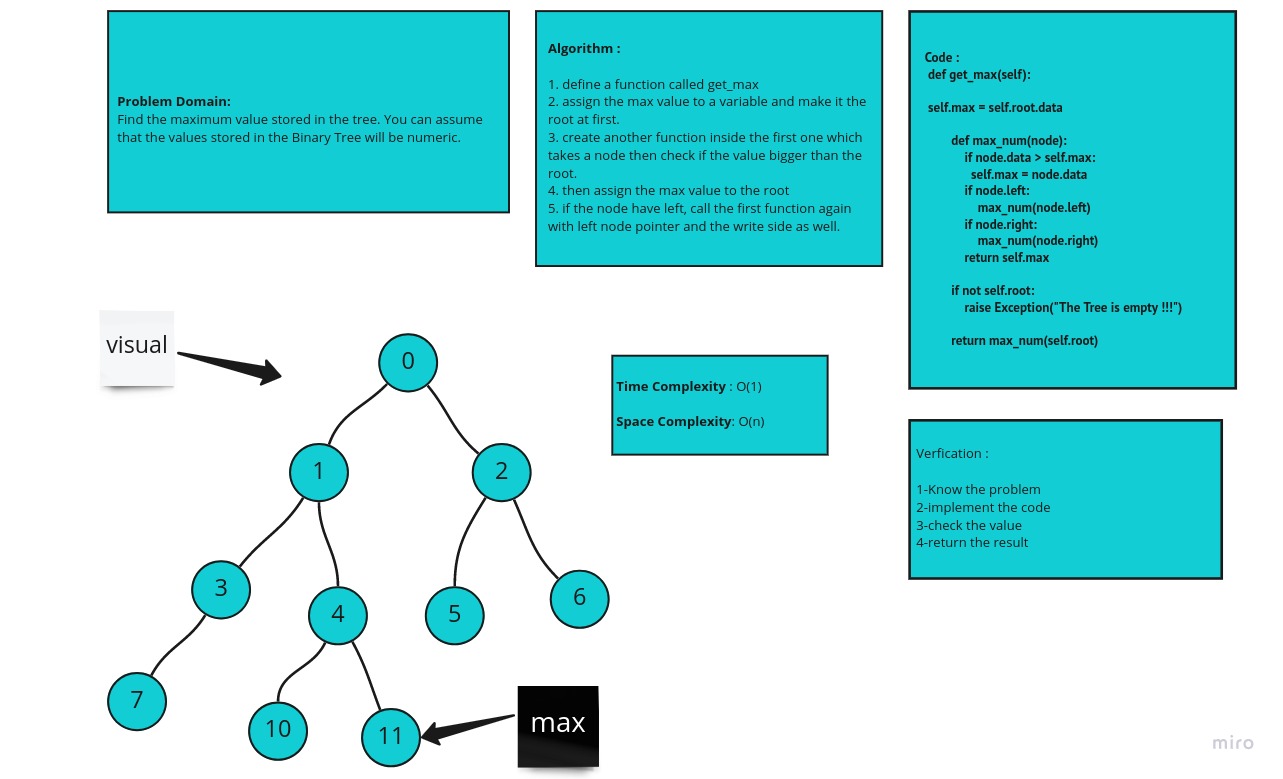 Problem Domain:
Find the maximum value stored in the tree. You can assume
that the values stored in the Binary Tree will be numeric.
Algorithm :
1. define a function called get_max
2. assign the max value to a variable and make it the
root at first.
3. create another function inside the first one which
takes a node then check if the value bigger than the
root.
4. then assign the max value to the root
5. if the node have left, call the first function again
with left node pointer and the write side as well.
Code :
def get_max(self):
self.max = self.root.data
def max_num(node):
if node.data > self.max:
self.max = node.data
if node.left:
max_num(node.left)
if node.right:
max_num(node.right)
return self.max
if not self.root:
raise Exception("The Tree is empty !!!")
return max_num(self.root)
visual
0
1
2
3
4
5
6
7
10
11
max
Time Complexity : O(1)
Space Complexity: O(n)
Verfication :
1-Know the problem
2-implement the code
3-check the value
4-return the result
miro